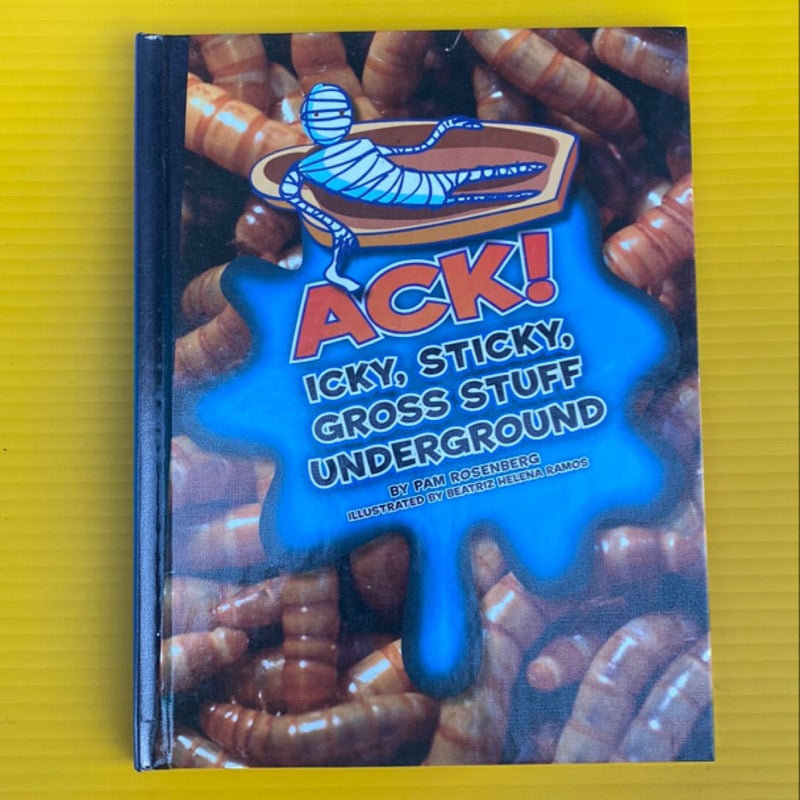 ACK!
ICKY, STICKY,
GROSS STUFF
UNDERGROUND
BY PAM ROSENBERG
ILLUSTRATED BY BEATRIZ HELENA RAMOS